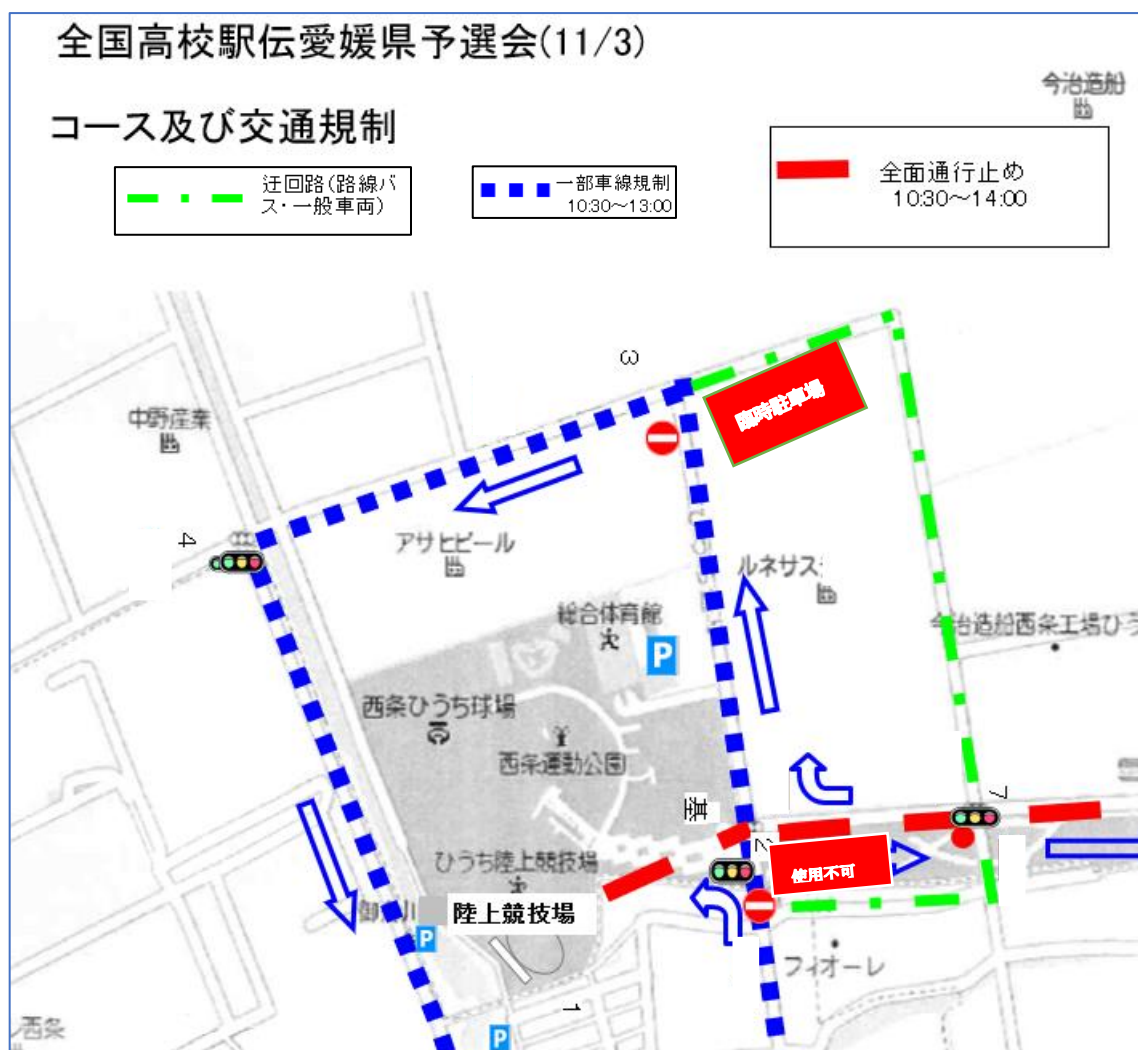 全国高校駅伝愛媛県予選会(11/3)
今治造船
コース及び交通規制
迂回路(路線バ
ス・一般車両)
一部車線規制
10:30～13:00
全面通行止め
10:30～14:00
3
臨時駐車場
中野産業
4
アサヒビール
ルネサス
総合体育館
P
今治造船西条工場ひう
西条ひうち球場
西条運動公園
7
基
2
ひうち陸上競技場
使用不可
陸上競技場
P
フィオーレ
1
西条
P